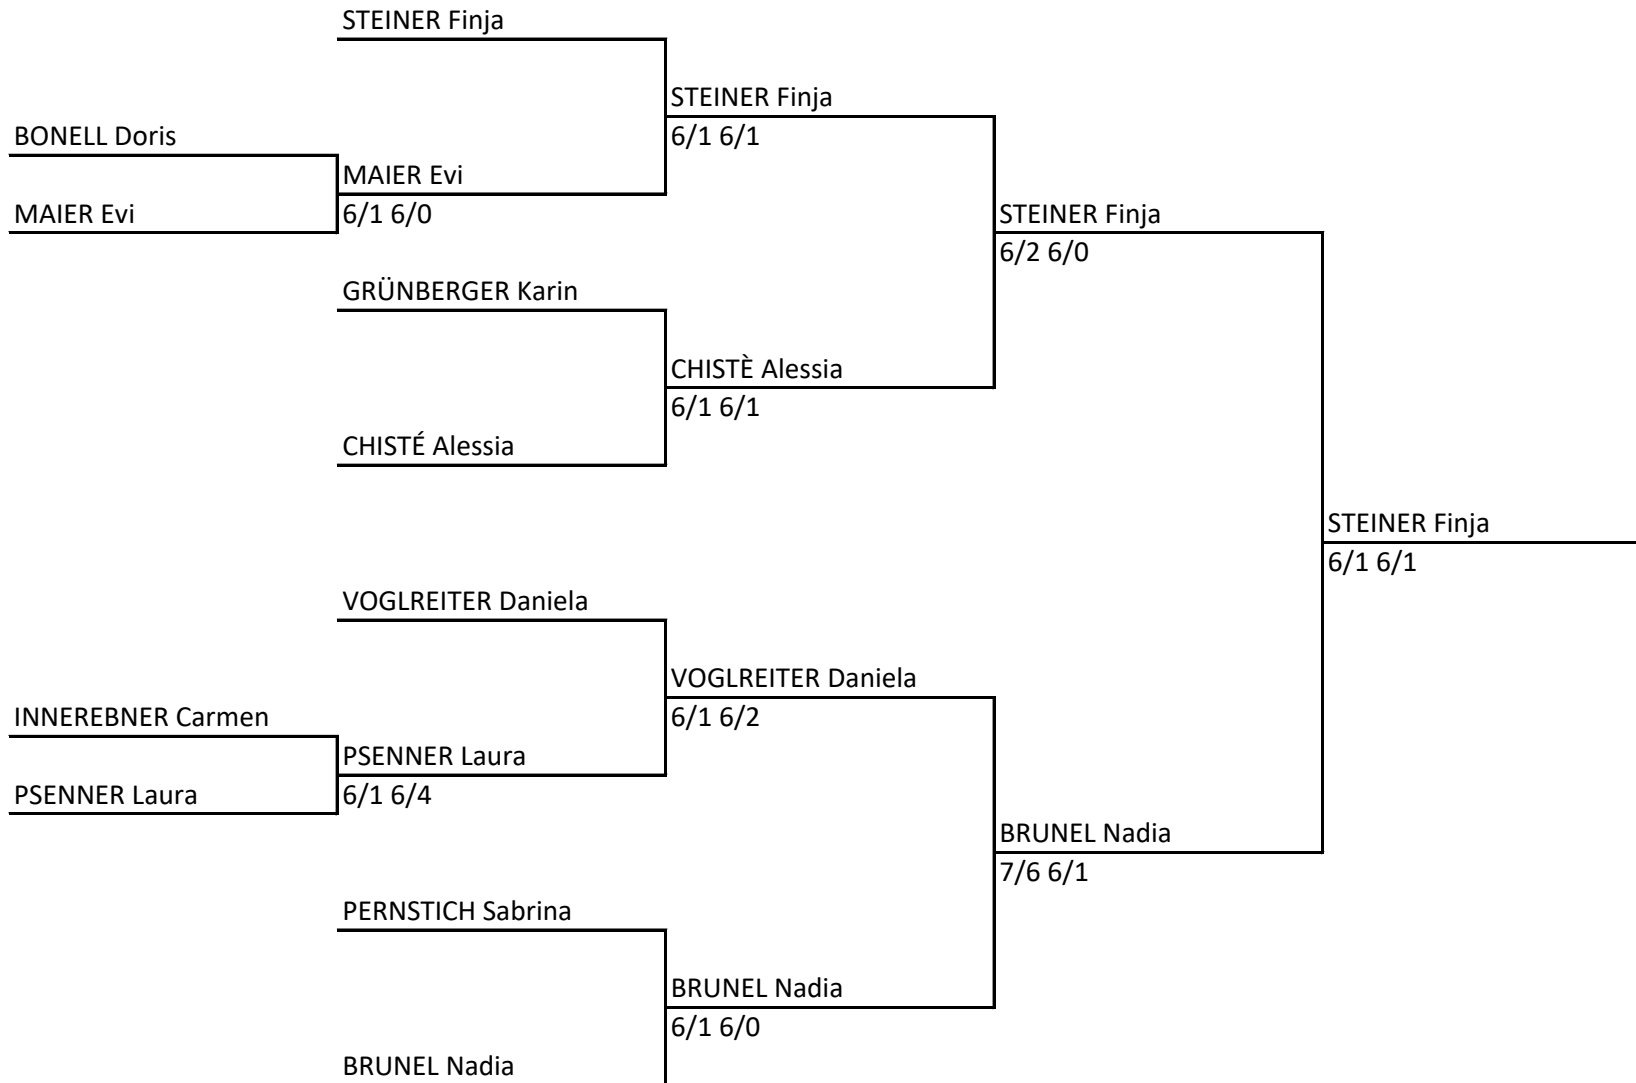 STEINER Finja
STEINER Finja
BONELL Doris
6/1 6/1
MAIER Evi
MAIER Evi
6/1 6/0
STEINER Finja
6/2 6/0
GRÜNBERGER Karin
CHISTÈ Alessia
6/1 6/1
CHISTÉ Alessia
STEINER Finja
6/1 6/1
VOGLREITER Daniela
VOGLREITER Daniela
INNEREBNER Carmen
6/1 6/2
PSENNER Laura
PSENNER Laura
6/1 6/4
BRUNEL Nadia
7/6 6/1
PERNSTICH Sabrina
BRUNEL Nadia
6/1 6/0
BRUNEL Nadia